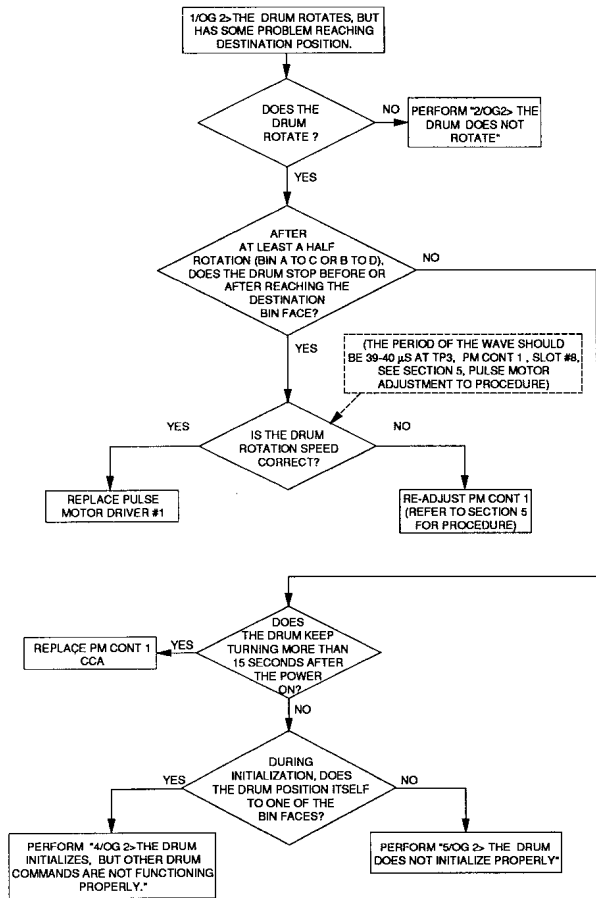 1/OG 2>THE DRUM ROTATES, BUT
HAS SOME PROBLEM REACHING
DESTINATION POSITION.
DOES THE
DRUM
ROTATE ?
NO
PERFORM "2/OG2> THE
DRUM DOES NOT
ROTATE"
YES
AFTER
AT LEAST A HALF
ROTATION (BIN A TO C OR B TO D),
DOES THE DRUM STOP BEFORE OR
AFTER REACHING THE
DESTINATION
BIN FACE?
NO
YES
(THE PERIOD OF THE WAVE SHOULD
BE 39-40 µS AT TP3, PM CONT 1 , SLOT #8,
SEE SECTION 5, PULSE MOTOR
ADJUSTMENT TO PROCEDURE)
YES
IS THE DRUM
ROTATION SPEED
CORRECT?
NO
REPLACE PULSE
MOTOR DRIVER #1
RE-ADJUST PM CONT 1
(REFER TO SECTION 5
FOR PROCEDURE)
DOES
THE DRUM KEEP
TURNING MORE THAN
15 SECONDS AFTER
THE POWER
ON?
YES
REPLACE PM CONT 1
CCA
NO
DURING
INITIALIZATION, DOES
THE DRUM POSITION ITSELF
TO ONE OF THE
BIN FACES?
YES
NO
PERFORM "4/OG 2>THE DRUM
INITIALIZES, BUT OTHER DRUM
COMMANDS ARE NOT FUNCTIONING
PROPERLY."
PERFORM "5/OG 2> THE DRUM
DOES NOT INITIALIZE PROPERLY"